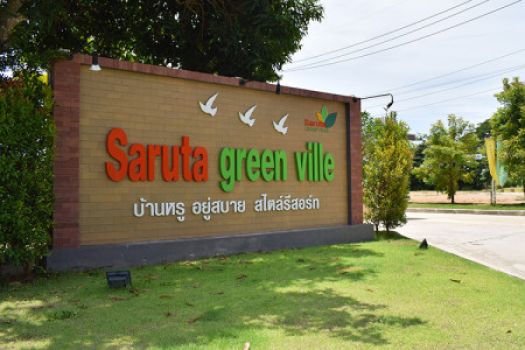 Saruta
Saruta green ville
บ้านหรู อยู่สบาย สไตล์รีสอร์ท